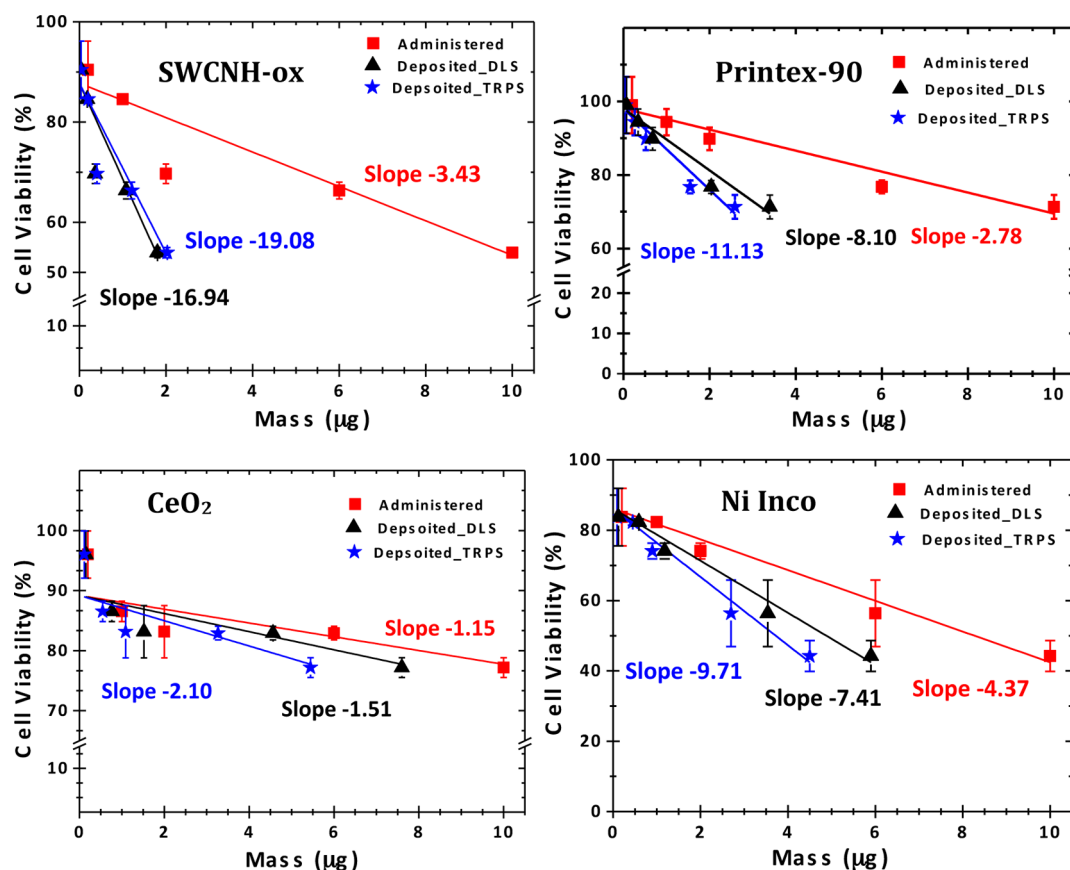 SWCNH-ox
Administered
Deposited_DLS
Depsoited_TRPS
Slope -3.43
Slope -19.08
Slope -16.94
Cell Viability (%)
100
80
60
50
10
0 2 4 6 8 10
Mass (µg)
Printex-90
Administered
Deposited_DLS
Deposited_TRPS
Slope -11.13
Slope -8.10
Slope -2.78
Cell Viability (%)
120
100
80
60
20
10
0
0 2 4 6 8 10
Mass (µg)
CeO2
Administered
Depsoited_DLS
Deposited_TRPS
Slope -1.15
Slope -2.10
Slope -1.51
Cell Viability (%)
100
90
80
70
10
0 2 4 6 8 10
Mass (µg)
Ni Inco
Administered
Deposited_DLS
Deposited_TRPS
Slope -9.71
Slope -7.41
Slope -4.37
Cell Viability (%)
100
80
60
40
20
0
0 2 4 6 8 10
Mass (µg)